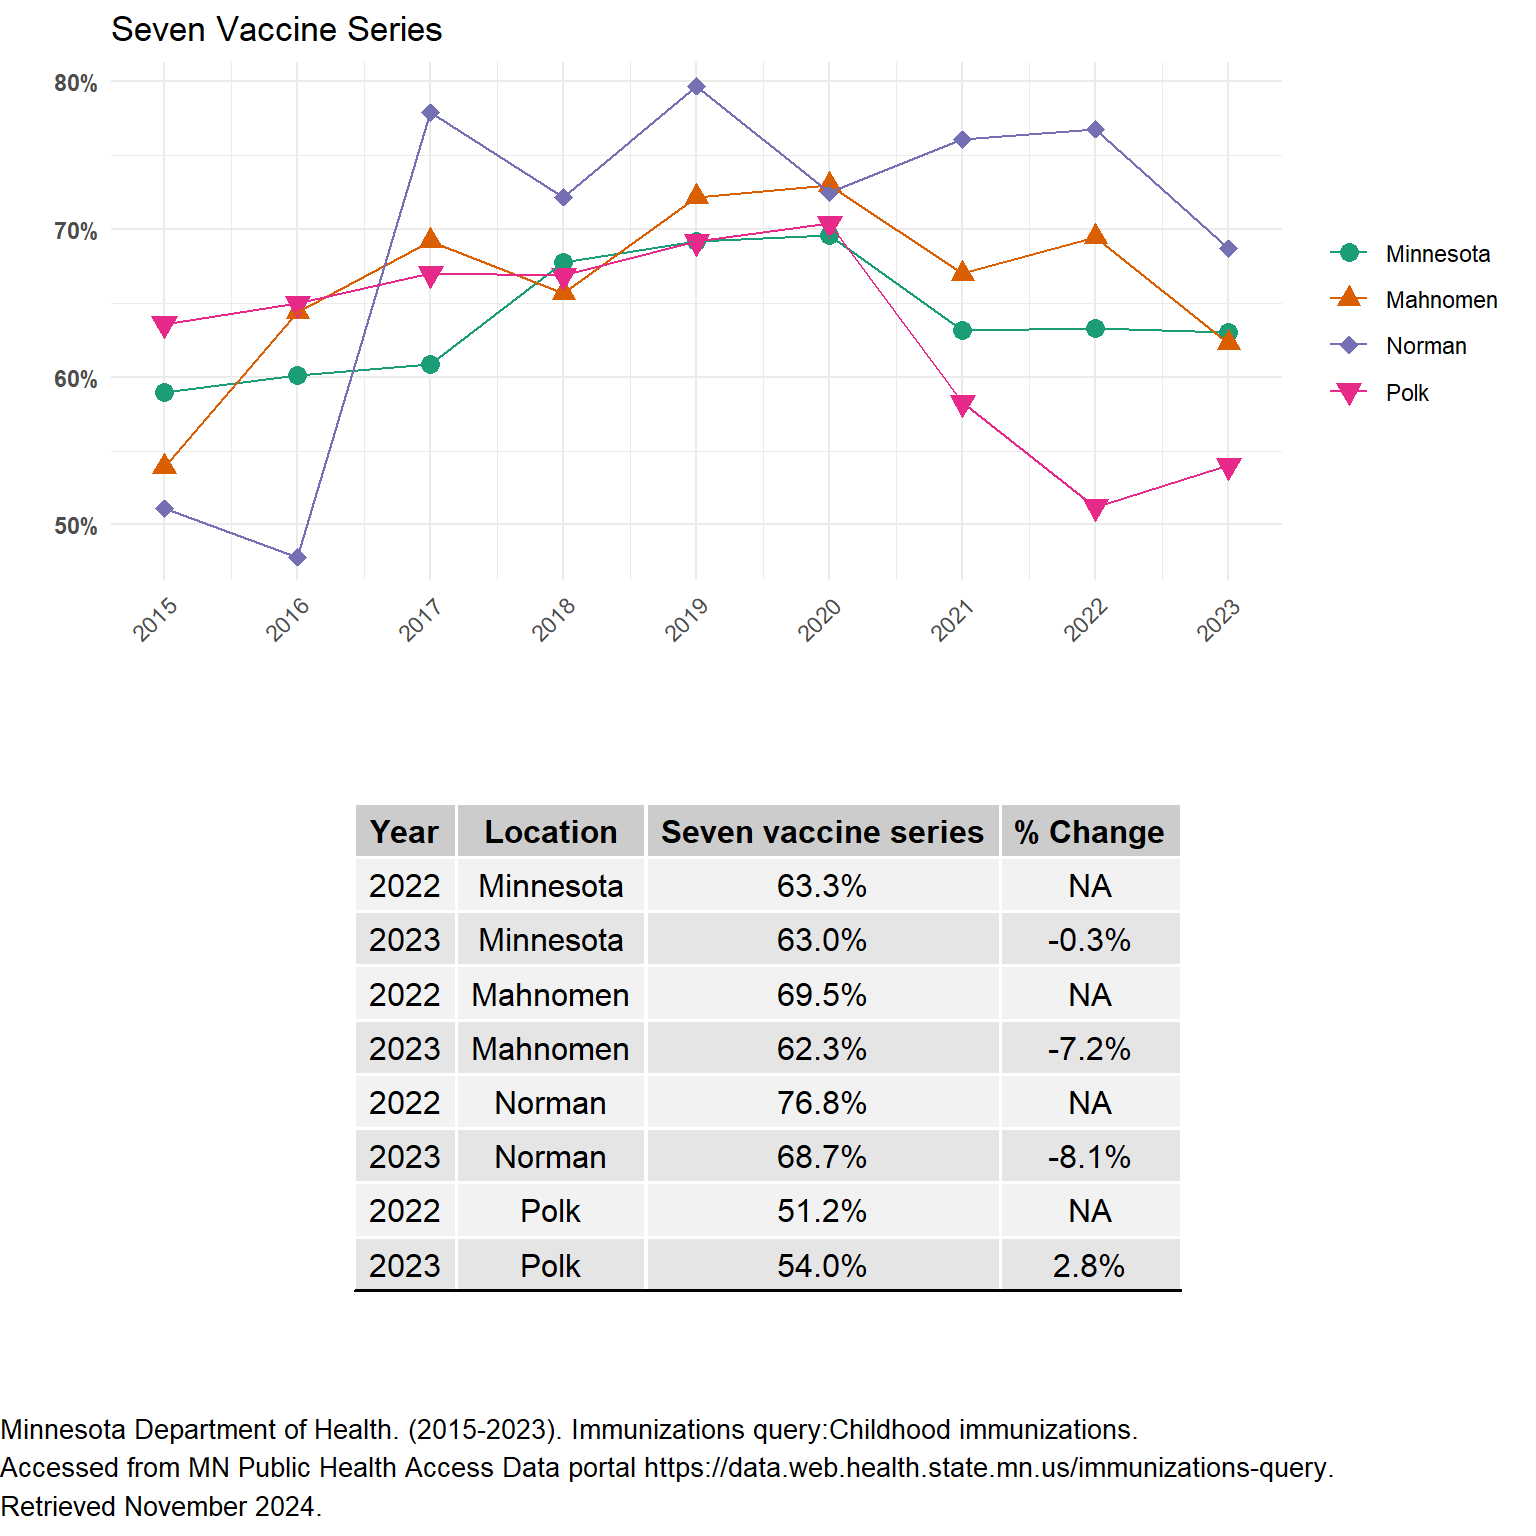 Seven Vaccine Series
80%
70%
60%
50%
2015
2016
2017
2018
2019
2020
2021
2022
2023
Minnesota
Mahnomen
Norman
Polk
Year Location Seven vaccine series % Change
2022 Minnesota 63.3% NA
2023 Minnesota 63.0% -0.3%
2022 Mahnomen 69.5% NA
2023 Mahnomen 62.3% -7.2%
2022 Norman 76.8% NA
2023 Norman 68.7% -8.1%
2022 Polk 51.2% NA
2023 Polk 54.0% 2.8%
Minnesota Department of Health. (2015-2023). Immunizations query:Childhood immunizations.
Accessed from MN Public Health Access Data portal https://data.web.health.state.mn.us/immunizations-query.
Retrieved November 2024.